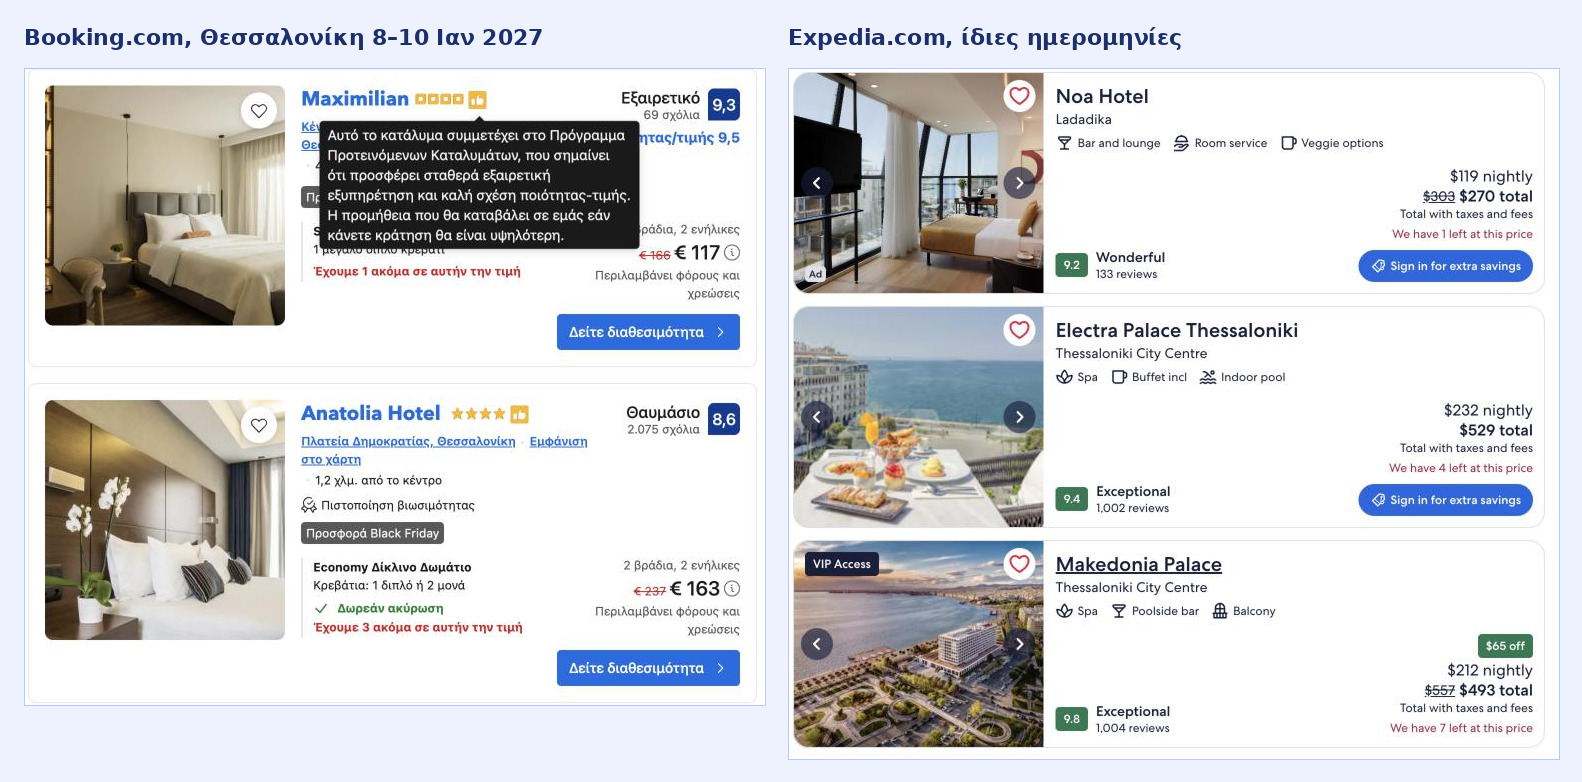 Booking.com, Θεσσαλονίκη 8–10 Ιαν 2027
Maximilian
Εξαιρετικό
69 σχόλια
9,3
ητας/τιμής 9,5
Αυτό το κατάλυμα συμμετέχει στο Πρόγραμμα
Προτεινόμενων Καταλυμάτων, που σημαίνει
ότι προσφέρει σταθερά εξαιρετική
εξυπηρέτηση και καλή σχέση ποιότητας-τιμής.
Η προμήθεια που θα καταβάλει σε εμάς εάν
κάνετε κράτηση θα είναι υψηλότερη.
1 μεγάλο διπλό κρεβάτι
Έχουμε 1 ακόμα σε αυτήν την τιμή
βράδια, 2 ενήλικες
€ 166 € 117
Περιλαμβάνει φόρους και
χρεώσεις
Δείτε διαθεσιμότητα
Anatolia Hotel
Θαυμάσιο
2.075 σχόλια
8,6
Πλατεία Δημοκρατίας, Θεσσαλονίκη · Εμφάνιση
στο χάρτη
· 1,2 χλμ. από το κέντρο
Πιστοποίηση βιωσιμότητας
Προσφορά Black Friday
Economy Δίκλινο Δωμάτιο
Κρεβάτια: 1 διπλό ή 2 μονά
Δωρεάν ακύρωση
Έχουμε 3 ακόμα σε αυτήν την τιμή
2 βράδια, 2 ενήλικες
€ 237 € 163
Περιλαμβάνει φόρους και
χρεώσεις
Δείτε διαθεσιμότητα
Expedia.com, ίδιες ημερομηνίες
Ad
Noa Hotel
Ladadika
Bar and lounge Room service Veggie options
$119 nightly
$303 $270 total
Total with taxes and fees
We have 1 left at this price
9.2 Wonderful
133 reviews
Sign in for extra savings
Electra Palace Thessaloniki
Thessaloniki City Centre
Spa Buffet incl Indoor pool
$232 nightly
$529 total
Total with taxes and fees
We have 4 left at this price
9.4 Exceptional
1,002 reviews
Sign in for extra savings
VIP Access
Makedonia Palace
Thessaloniki City Centre
Spa Poolside bar Balcony
$65 off
$212 nightly
$557 $493 total
Total with taxes and fees
We have 7 left at this price
9.8 Exceptional
1,004 reviews